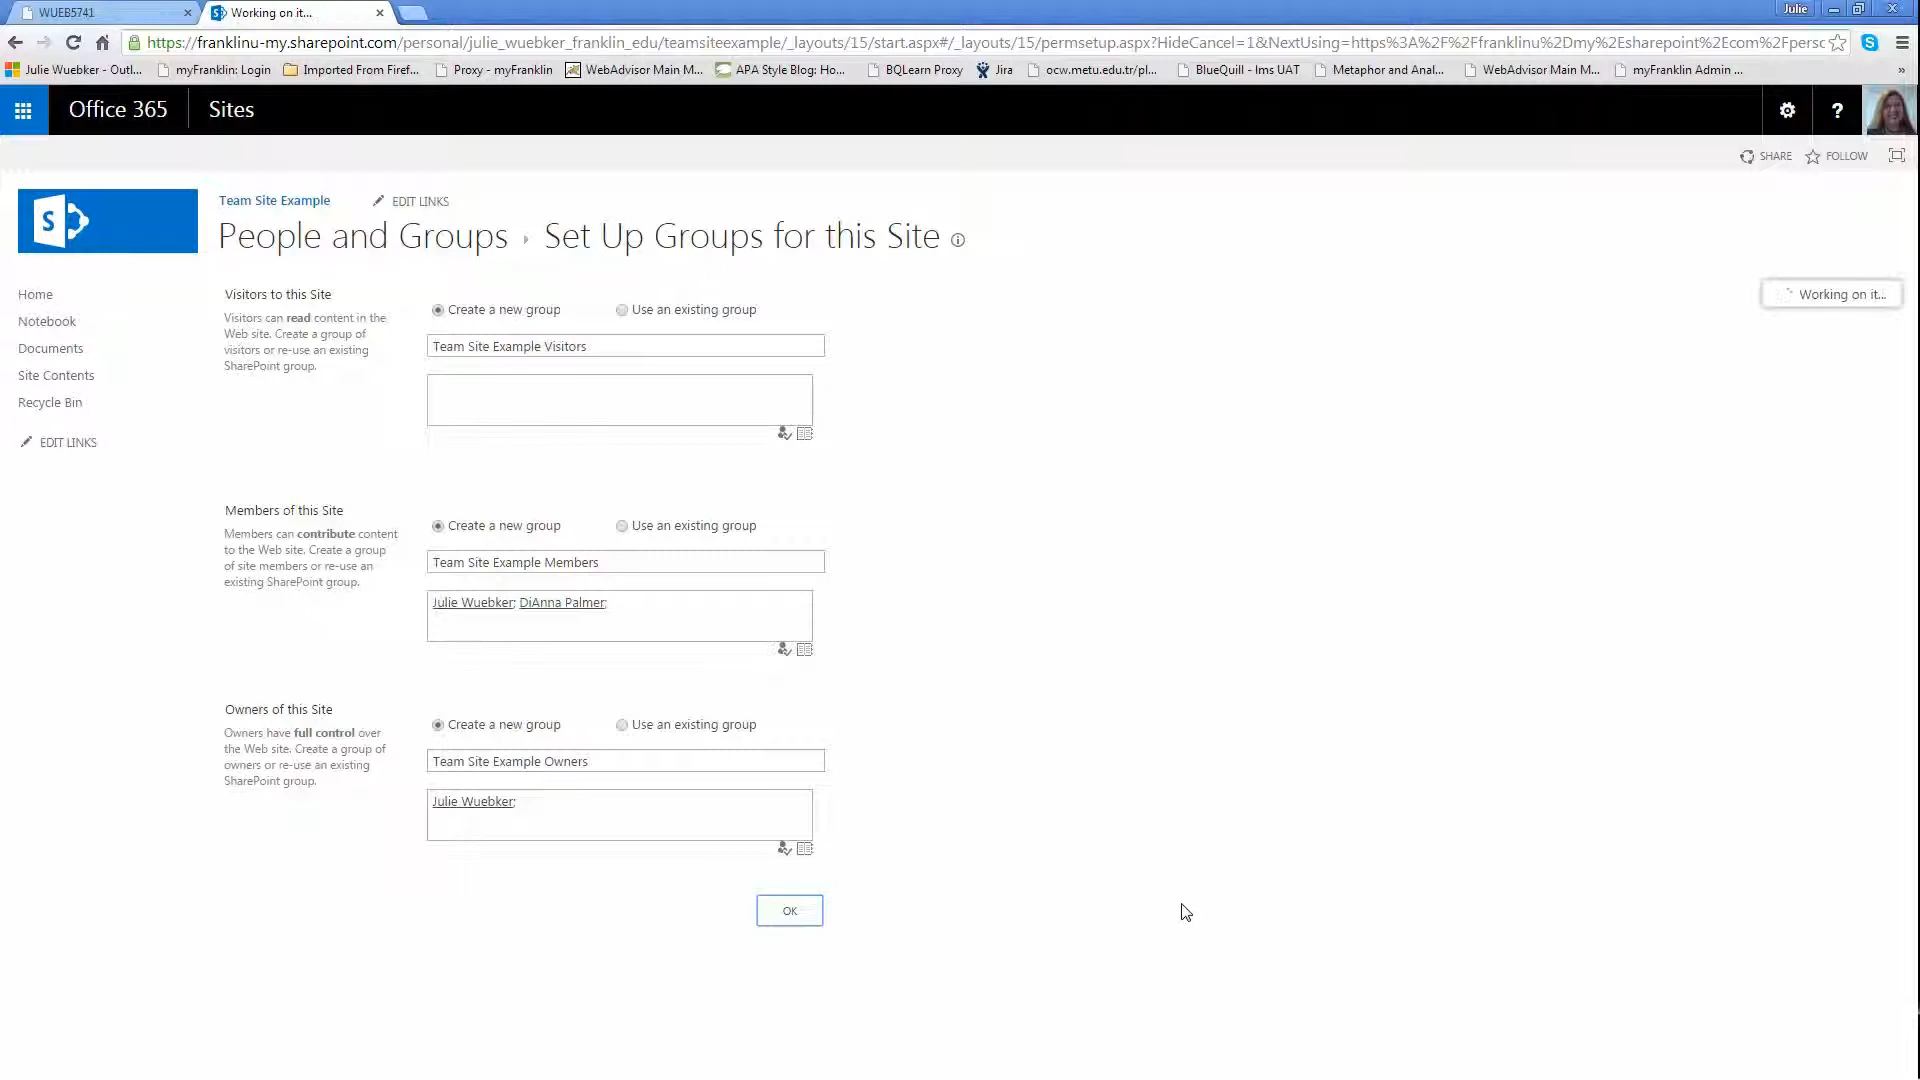 WUEB5741
Working on it...
Julie
https://franklinu-my.sharepoint.com/personal/julie_wuebker_franklin_edu/teamsiteexample/_layouts/15/start.aspx#/_layouts/15/permsetup.aspx?HideCancel=1&NextUsing=https%3A%2F%2Ffranklinu%2Dmy%2Esharepoint%2Ecom%2Fpersc
Julie Wuebker - Outl...
myFranklin: Login
Imported From Firef...
Proxy - myFranklin
WebAdvisor Main M...
APA Style Blog: Ho...
BQLearn Proxy
Jira
ocw.metu.edu.tr/pl...
BlueQuill - Ims UAT
Metaphor and Anal...
WebAdvisor Main M...
myFranklin Admin ...
»
Office 365
Sites
?
SHARE
FOLLOW
S
Team Site Example
EDIT LINKS
People and Groups › Set Up Groups for this Site
Home
Notebook
Documents
Site Contents
Recycle Bin
EDIT LINKS
Working on it...
Visitors to this Site
Visitors can read content in the
Web site. Create a group of
visitors or re-use an existing
SharePoint group.
Create a new group
Use an existing group
Team Site Example Visitors
Members of this Site
Members can contribute content
to the Web site. Create a group
of site members or re-use an
existing SharePoint group.
Create a new group
Use an existing group
Team Site Example Members
Julie Wuebker; DiAnna Palmer;
Owners of this Site
Owners have full control over
the Web site. Create a group of
owners or re-use an existing
SharePoint group.
Create a new group
Use an existing group
Team Site Example Owners
Julie Wuebker;
OK